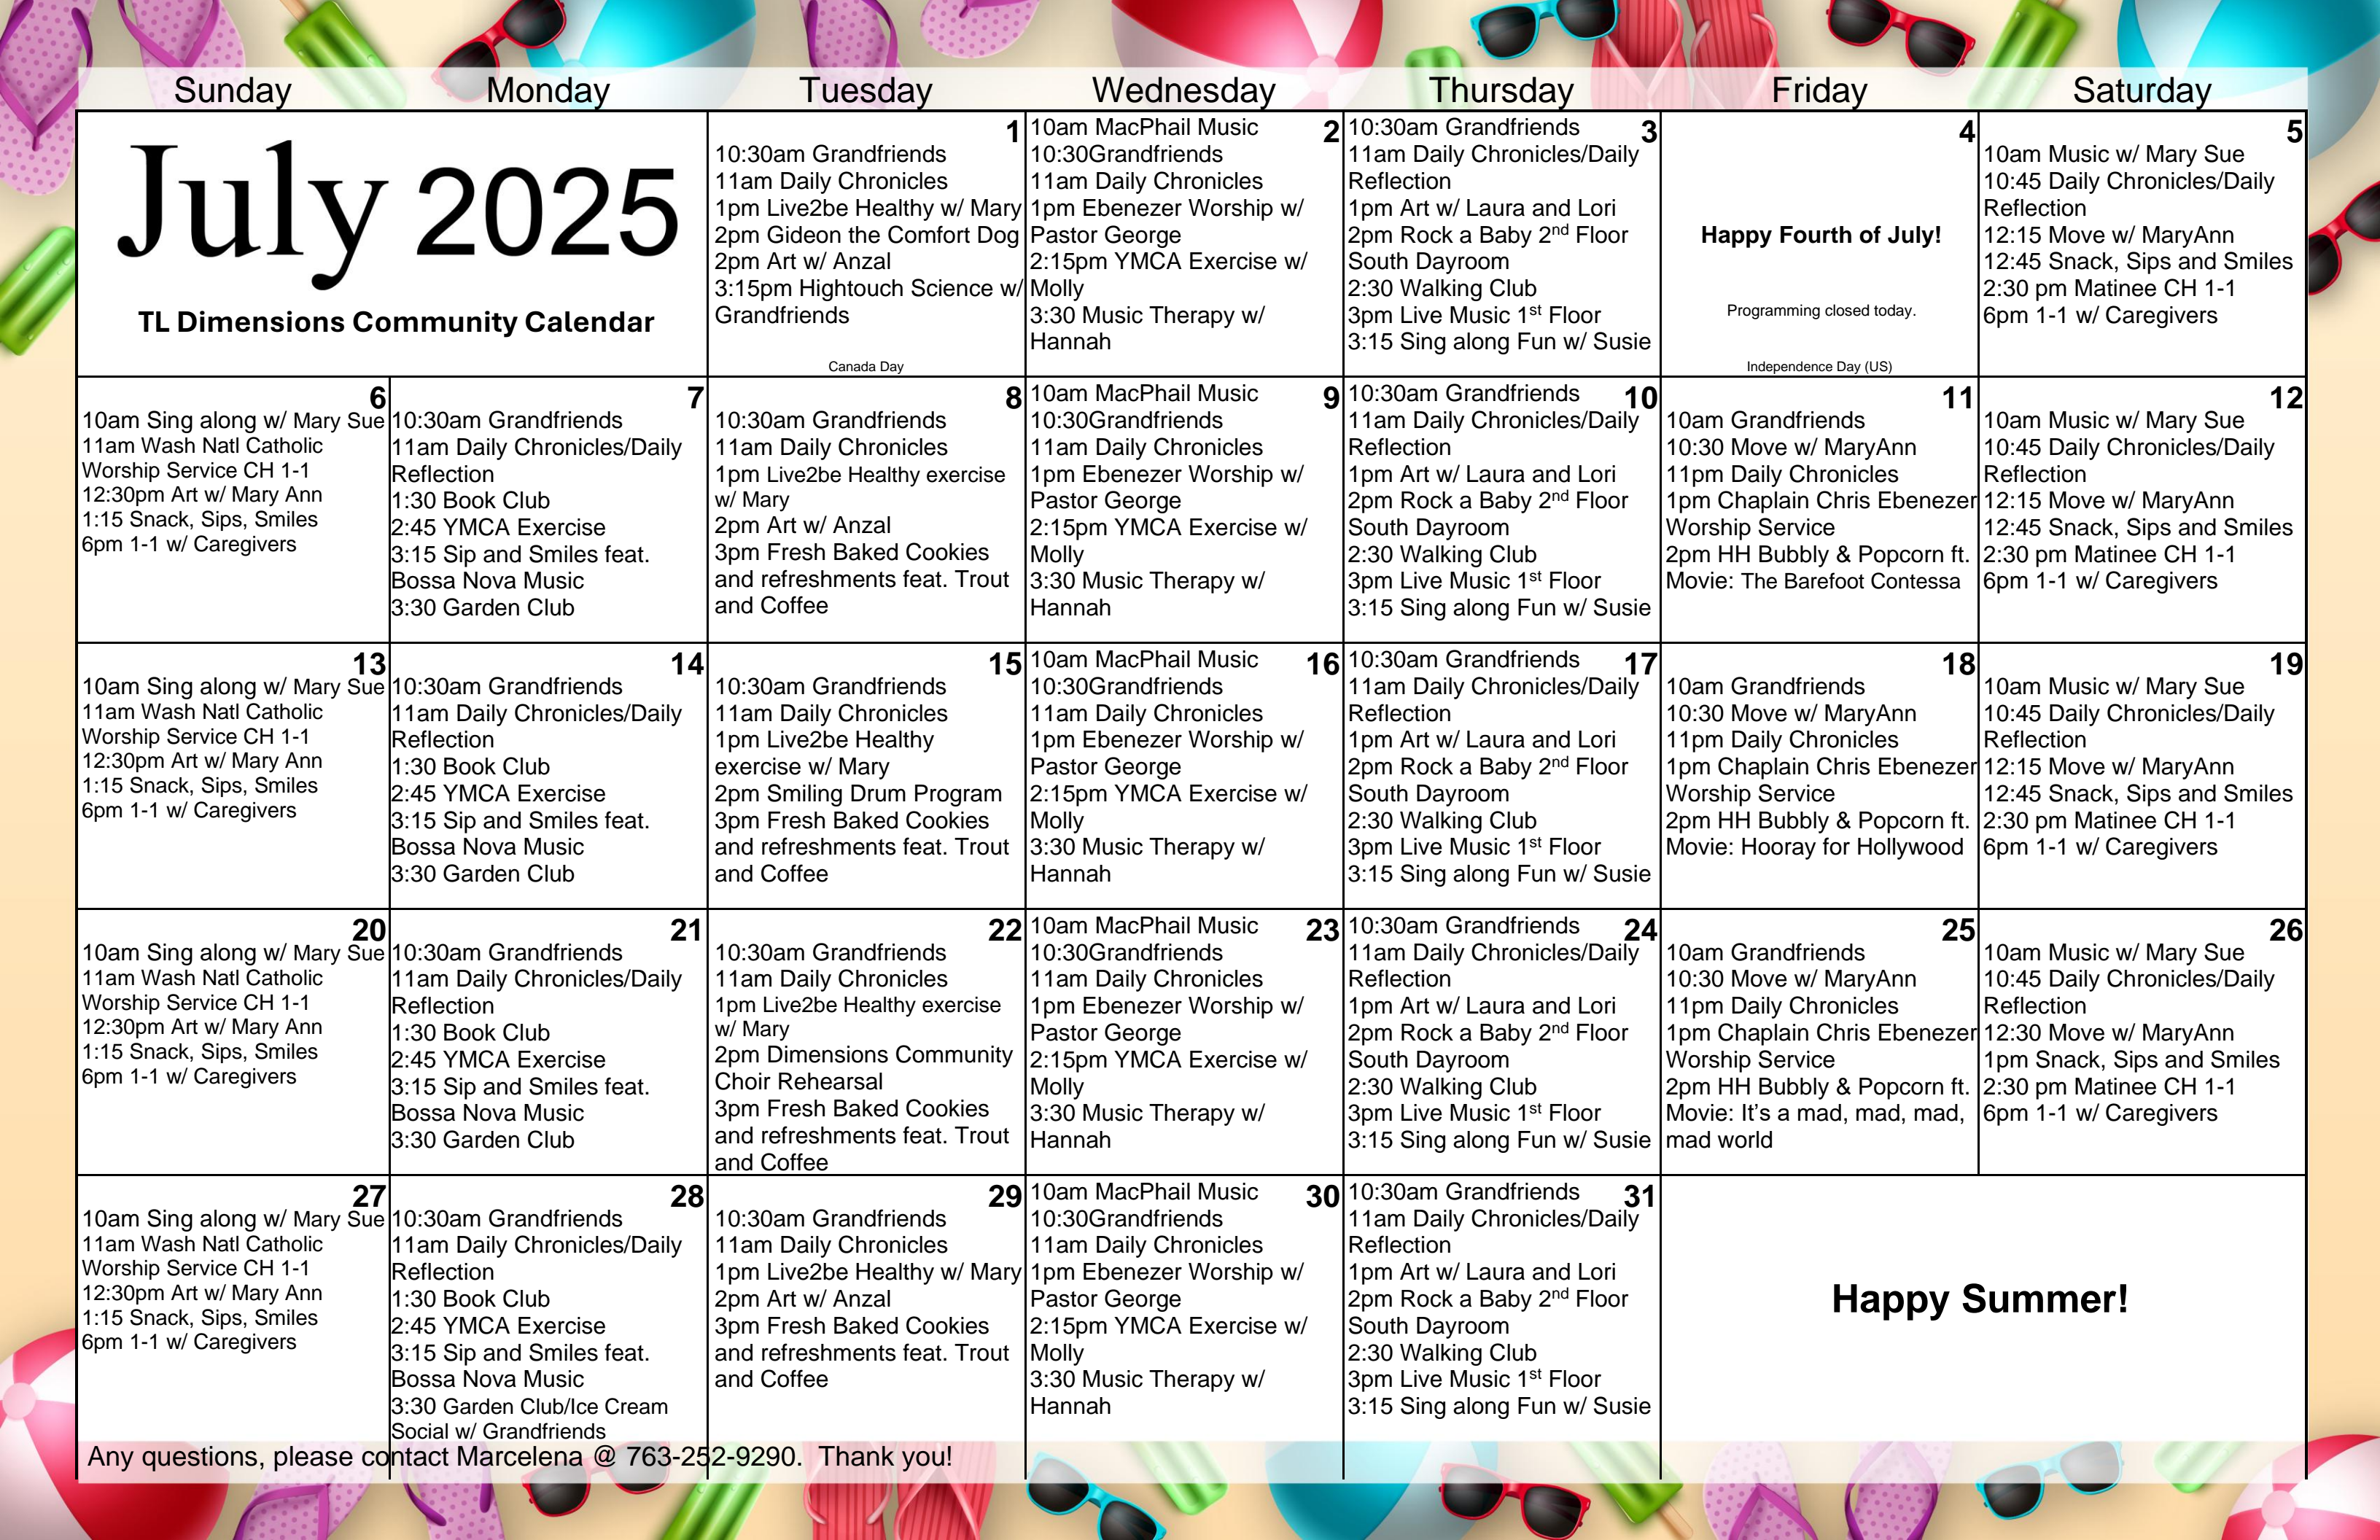 Sunday Monday Tuesday Wednesday Thursday Friday Saturday
July 2025
TL Dimensions Community Calendar
1
10:30am Grandfriends
11am Daily Chronicles
1pm Live2be Healthy w/ Mary
2pm Gideon the Comfort Dog
2pm Art w/ Anzal
3:15pm Hightouch Science w/
Grandfriends
Canada Day
2
10am MacPhail Music
10:30Grandfriends
11am Daily Chronicles
1pm Ebenezer Worship w/
Pastor George
2:15pm YMCA Exercise w/
Molly
3:30 Music Therapy w/
Hannah
3
10:30am Grandfriends
11am Daily Chronicles/Daily
Reflection
1pm Art w/ Laura and Lori
2pm Rock a Baby 2nd Floor
South Dayroom
2:30 Walking Club
3pm Live Music 1st Floor
3:15 Sing along Fun w/ Susie
4
Happy Fourth of July!
Programming closed today.
Independence Day (US)
5
10am Music w/ Mary Sue
10:45 Daily Chronicles/Daily
Reflection
12:15 Move w/ MaryAnn
12:45 Snack, Sips and Smiles
2:30 pm Matinee CH 1-1
6pm 1-1 w/ Caregivers
6
10am Sing along w/ Mary Sue
11am Wash Natl Catholic
Worship Service CH 1-1
12:30pm Art w/ Mary Ann
1:15 Snack, Sips, Smiles
6pm 1-1 w/ Caregivers
7
10:30am Grandfriends
11am Daily Chronicles/Daily
Reflection
1:30 Book Club
2:45 YMCA Exercise
3:15 Sip and Smiles feat.
Bossa Nova Music
3:30 Garden Club
8
10:30am Grandfriends
11am Daily Chronicles
1pm Live2be Healthy exercise
w/ Mary
2pm Art w/ Anzal
3pm Fresh Baked Cookies
and refreshments feat. Trout
and Coffee
9
10am MacPhail Music
10:30Grandfriends
11am Daily Chronicles
1pm Ebenezer Worship w/
Pastor George
2:15pm YMCA Exercise w/
Molly
3:30 Music Therapy w/
Hannah
10
10:30am Grandfriends
11am Daily Chronicles/Daily
Reflection
1pm Art w/ Laura and Lori
2pm Rock a Baby 2nd Floor
South Dayroom
2:30 Walking Club
3pm Live Music 1st Floor
3:15 Sing along Fun w/ Susie
11
10am Grandfriends
10:30 Move w/ MaryAnn
11pm Daily Chronicles
1pm Chaplain Chris Ebenezer
Worship Service
2pm HH Bubbly & Popcorn ft.
Movie: The Barefoot Contessa
12
10am Music w/ Mary Sue
10:45 Daily Chronicles/Daily
Reflection
12:15 Move w/ MaryAnn
12:45 Snack, Sips and Smiles
2:30 pm Matinee CH 1-1
6pm 1-1 w/ Caregivers
13
10am Sing along w/ Mary Sue
11am Wash Natl Catholic
Worship Service CH 1-1
12:30pm Art w/ Mary Ann
1:15 Snack, Sips, Smiles
6pm 1-1 w/ Caregivers
14
10:30am Grandfriends
11am Daily Chronicles/Daily
Reflection
1:30 Book Club
2:45 YMCA Exercise
3:15 Sip and Smiles feat.
Bossa Nova Music
3:30 Garden Club
15
10:30am Grandfriends
11am Daily Chronicles
1pm Live2be Healthy
exercise w/ Mary
2pm Smiling Drum Program
3pm Fresh Baked Cookies
and refreshments feat. Trout
and Coffee
16
10am MacPhail Music
10:30Grandfriends
11am Daily Chronicles
1pm Ebenezer Worship w/
Pastor George
2:15pm YMCA Exercise w/
Molly
3:30 Music Therapy w/
Hannah
17
10:30am Grandfriends
11am Daily Chronicles/Daily
Reflection
1pm Art w/ Laura and Lori
2pm Rock a Baby 2nd Floor
South Dayroom
2:30 Walking Club
3pm Live Music 1st Floor
3:15 Sing along Fun w/ Susie
18
10am Grandfriends
10:30 Move w/ MaryAnn
11pm Daily Chronicles
1pm Chaplain Chris Ebenezer
Worship Service
2pm HH Bubbly & Popcorn ft.
Movie: Hooray for Hollywood
19
10am Music w/ Mary Sue
10:45 Daily Chronicles/Daily
Reflection
12:15 Move w/ MaryAnn
12:45 Snack, Sips and Smiles
2:30 pm Matinee CH 1-1
6pm 1-1 w/ Caregivers
20
10am Sing along w/ Mary Sue
11am Wash Natl Catholic
Worship Service CH 1-1
12:30pm Art w/ Mary Ann
1:15 Snack, Sips, Smiles
6pm 1-1 w/ Caregivers
21
10:30am Grandfriends
11am Daily Chronicles/Daily
Reflection
1:30 Book Club
2:45 YMCA Exercise
3:15 Sip and Smiles feat.
Bossa Nova Music
3:30 Garden Club
22
10:30am Grandfriends
11am Daily Chronicles
1pm Live2be Healthy exercise
w/ Mary
2pm Dimensions Community
Choir Rehearsal
3pm Fresh Baked Cookies
and refreshments feat. Trout
and Coffee
23
10am MacPhail Music
10:30Grandfriends
11am Daily Chronicles
1pm Ebenezer Worship w/
Pastor George
2:15pm YMCA Exercise w/
Molly
3:30 Music Therapy w/
Hannah
24
10:30am Grandfriends
11am Daily Chronicles/Daily
Reflection
1pm Art w/ Laura and Lori
2pm Rock a Baby 2nd Floor
South Dayroom
2:30 Walking Club
3pm Live Music 1st Floor
3:15 Sing along Fun w/ Susie
25
10am Grandfriends
10:30 Move w/ MaryAnn
11pm Daily Chronicles
1pm Chaplain Chris Ebenezer
Worship Service
2pm HH Bubbly & Popcorn ft.
Movie: It’s a mad, mad, mad,
mad world
26
10am Music w/ Mary Sue
10:45 Daily Chronicles/Daily
Reflection
12:30 Move w/ MaryAnn
1pm Snack, Sips and Smiles
2:30 pm Matinee CH 1-1
6pm 1-1 w/ Caregivers
27
10am Sing along w/ Mary Sue
11am Wash Natl Catholic
Worship Service CH 1-1
12:30pm Art w/ Mary Ann
1:15 Snack, Sips, Smiles
6pm 1-1 w/ Caregivers
28
10:30am Grandfriends
11am Daily Chronicles/Daily
Reflection
1:30 Book Club
2:45 YMCA Exercise
3:15 Sip and Smiles feat.
Bossa Nova Music
3:30 Garden Club/Ice Cream
Social w/ Grandfriends
29
10:30am Grandfriends
11am Daily Chronicles
1pm Live2be Healthy w/ Mary
2pm Art w/ Anzal
3pm Fresh Baked Cookies
and refreshments feat. Trout
and Coffee
30
10am MacPhail Music
10:30Grandfriends
11am Daily Chronicles
1pm Ebenezer Worship w/
Pastor George
2:15pm YMCA Exercise w/
Molly
3:30 Music Therapy w/
Hannah
31
10:30am Grandfriends
11am Daily Chronicles/Daily
Reflection
1pm Art w/ Laura and Lori
2pm Rock a Baby 2nd Floor
South Dayroom
2:30 Walking Club
3pm Live Music 1st Floor
3:15 Sing along Fun w/ Susie
Happy Summer!
Any questions, please contact Marcelena @ 763-252-9290. Thank you!